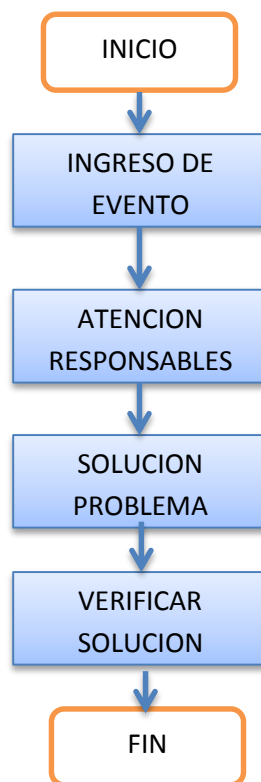 INICIO
INGRESO DE
EVENTO
ATENCION
RESPONSABLES
SOLUCION
PROBLEMA
VERIFICAR
SOLUCION
FIN